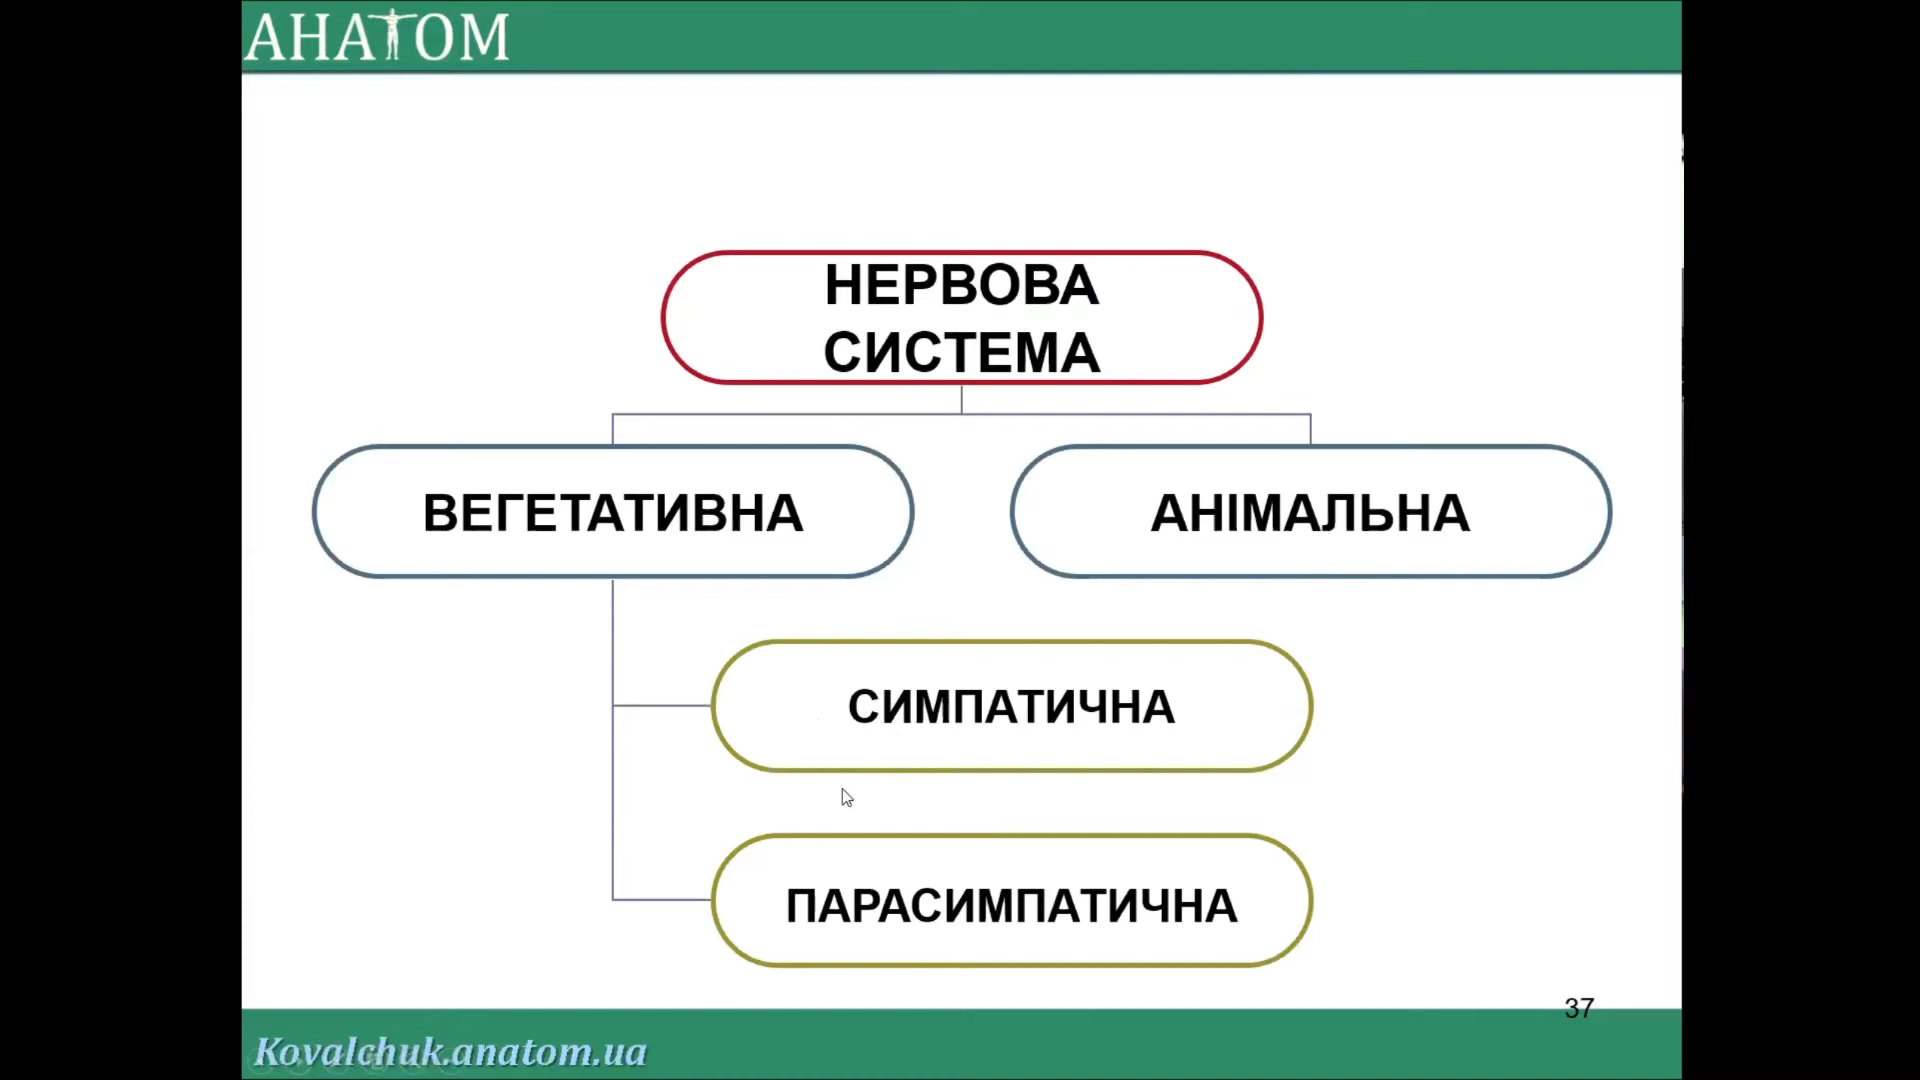 АНАТОМ
НЕРВОВА
СИСТЕМА
ВЕГЕТАТИВНА
АНІМАЛЬНА
СИМПАТИЧНА
ПАРАСИМПАТИЧНА
37
Kovalchuk.anatom.ua